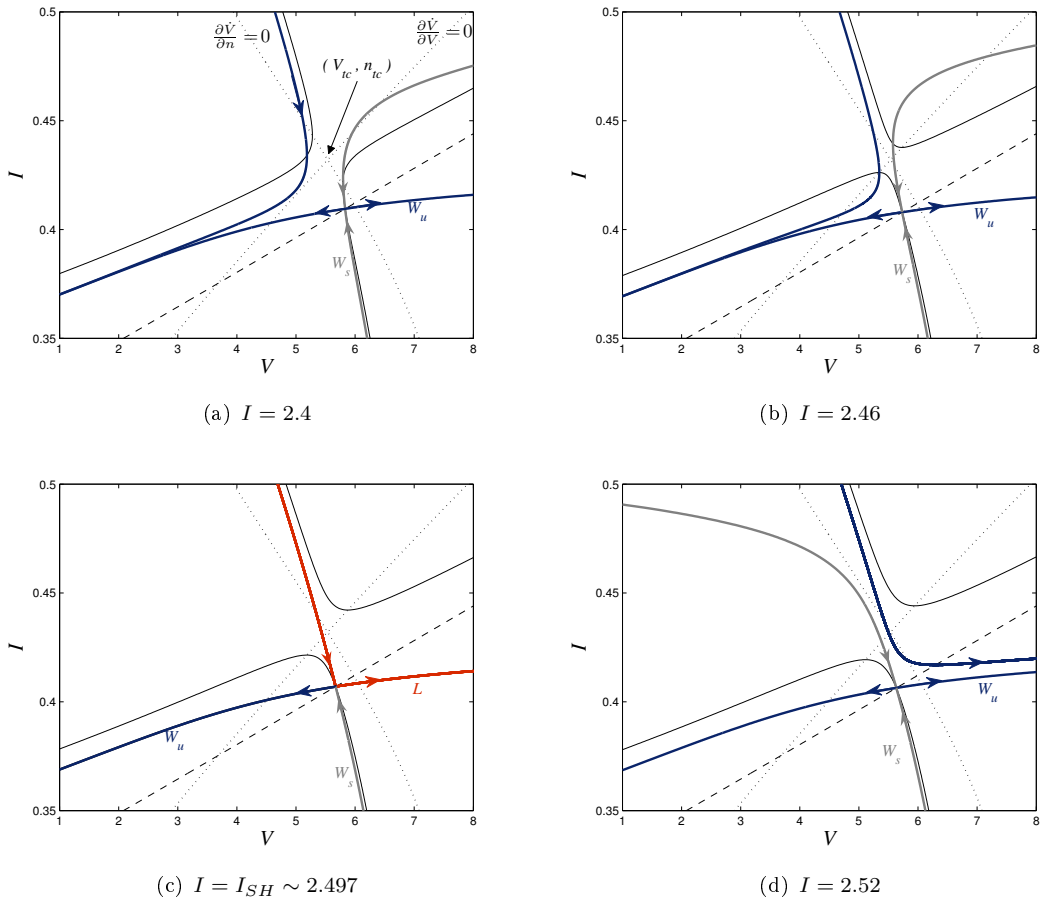 0.5
0.45
0.4
0.35
1 2 3 4 5 6 7 8
I
V
∂V̇/∂n = 0
∂V̇/∂V = 0
(V_tc, n_tc)
W_u
W_s
(a) I = 2.4
0.5
0.45
0.4
0.35
1 2 3 4 5 6 7 8
I
V
W_u
W_s
(b) I = 2.46
0.5
0.45
0.4
0.35
1 2 3 4 5 6 7 8
I
V
L
W_u
W_s
(c) I = I_SH ∼ 2.497
0.5
0.45
0.4
0.35
1 2 3 4 5 6 7 8
I
V
W_u
W_s
(d) I = 2.52